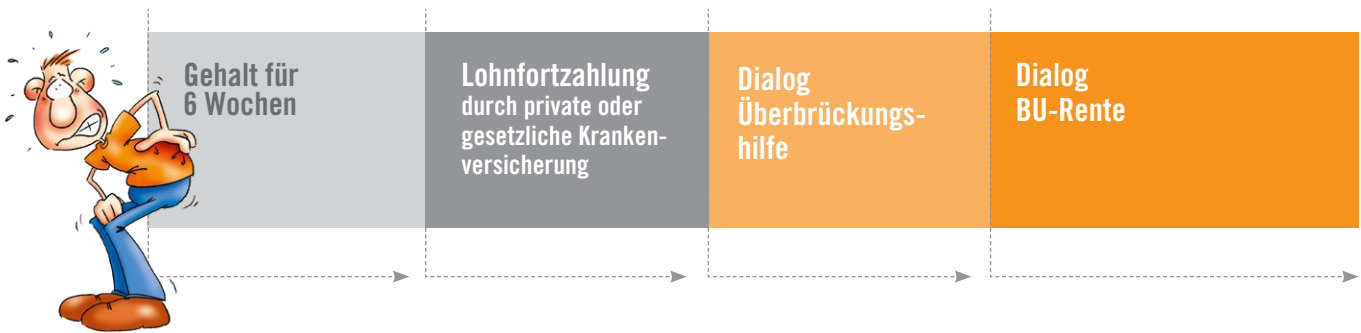 Gehalt für
6 Wochen
Lohnfortzahlung
durch private oder
gesetzliche Kranken-
versicherung
Dialog
Überbrückungs-
hilfe
Dialog
BU-Rente